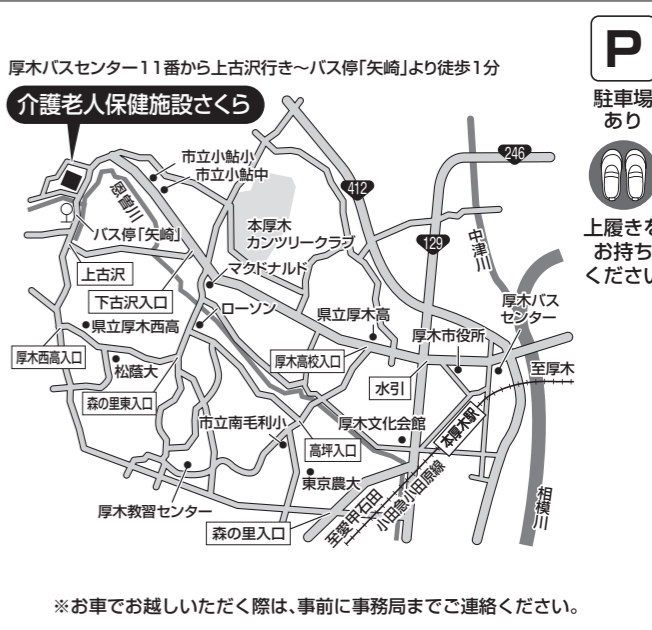 厚木バスセンター11番から上古沢行き〜バス停「矢崎」より徒歩1分
P
駐車場
あり
上履きを
お持ち
ください
介護老人保健施設さくら
市立小鮎小
市立小鮎中
恩曽川
バス停「矢崎」
本厚木
カンツリークラブ
412
246
129
中津川
上古沢
マクドナルド
下古沢入口
ローソン
県立厚木高
厚木バス
センター
県立厚木西高
厚木市役所
厚木西高入口
松蔭大
厚木高校入口
至厚木
水引
森の里東入口
市立南毛利小
厚木文化会館
本厚木駅
高坪入口
東京農大
厚木教習センター
森の里入口
至愛甲石田
小田急小田原線
相模川
※お車でお越しいただく際は、事前に事務局までご連絡ください。